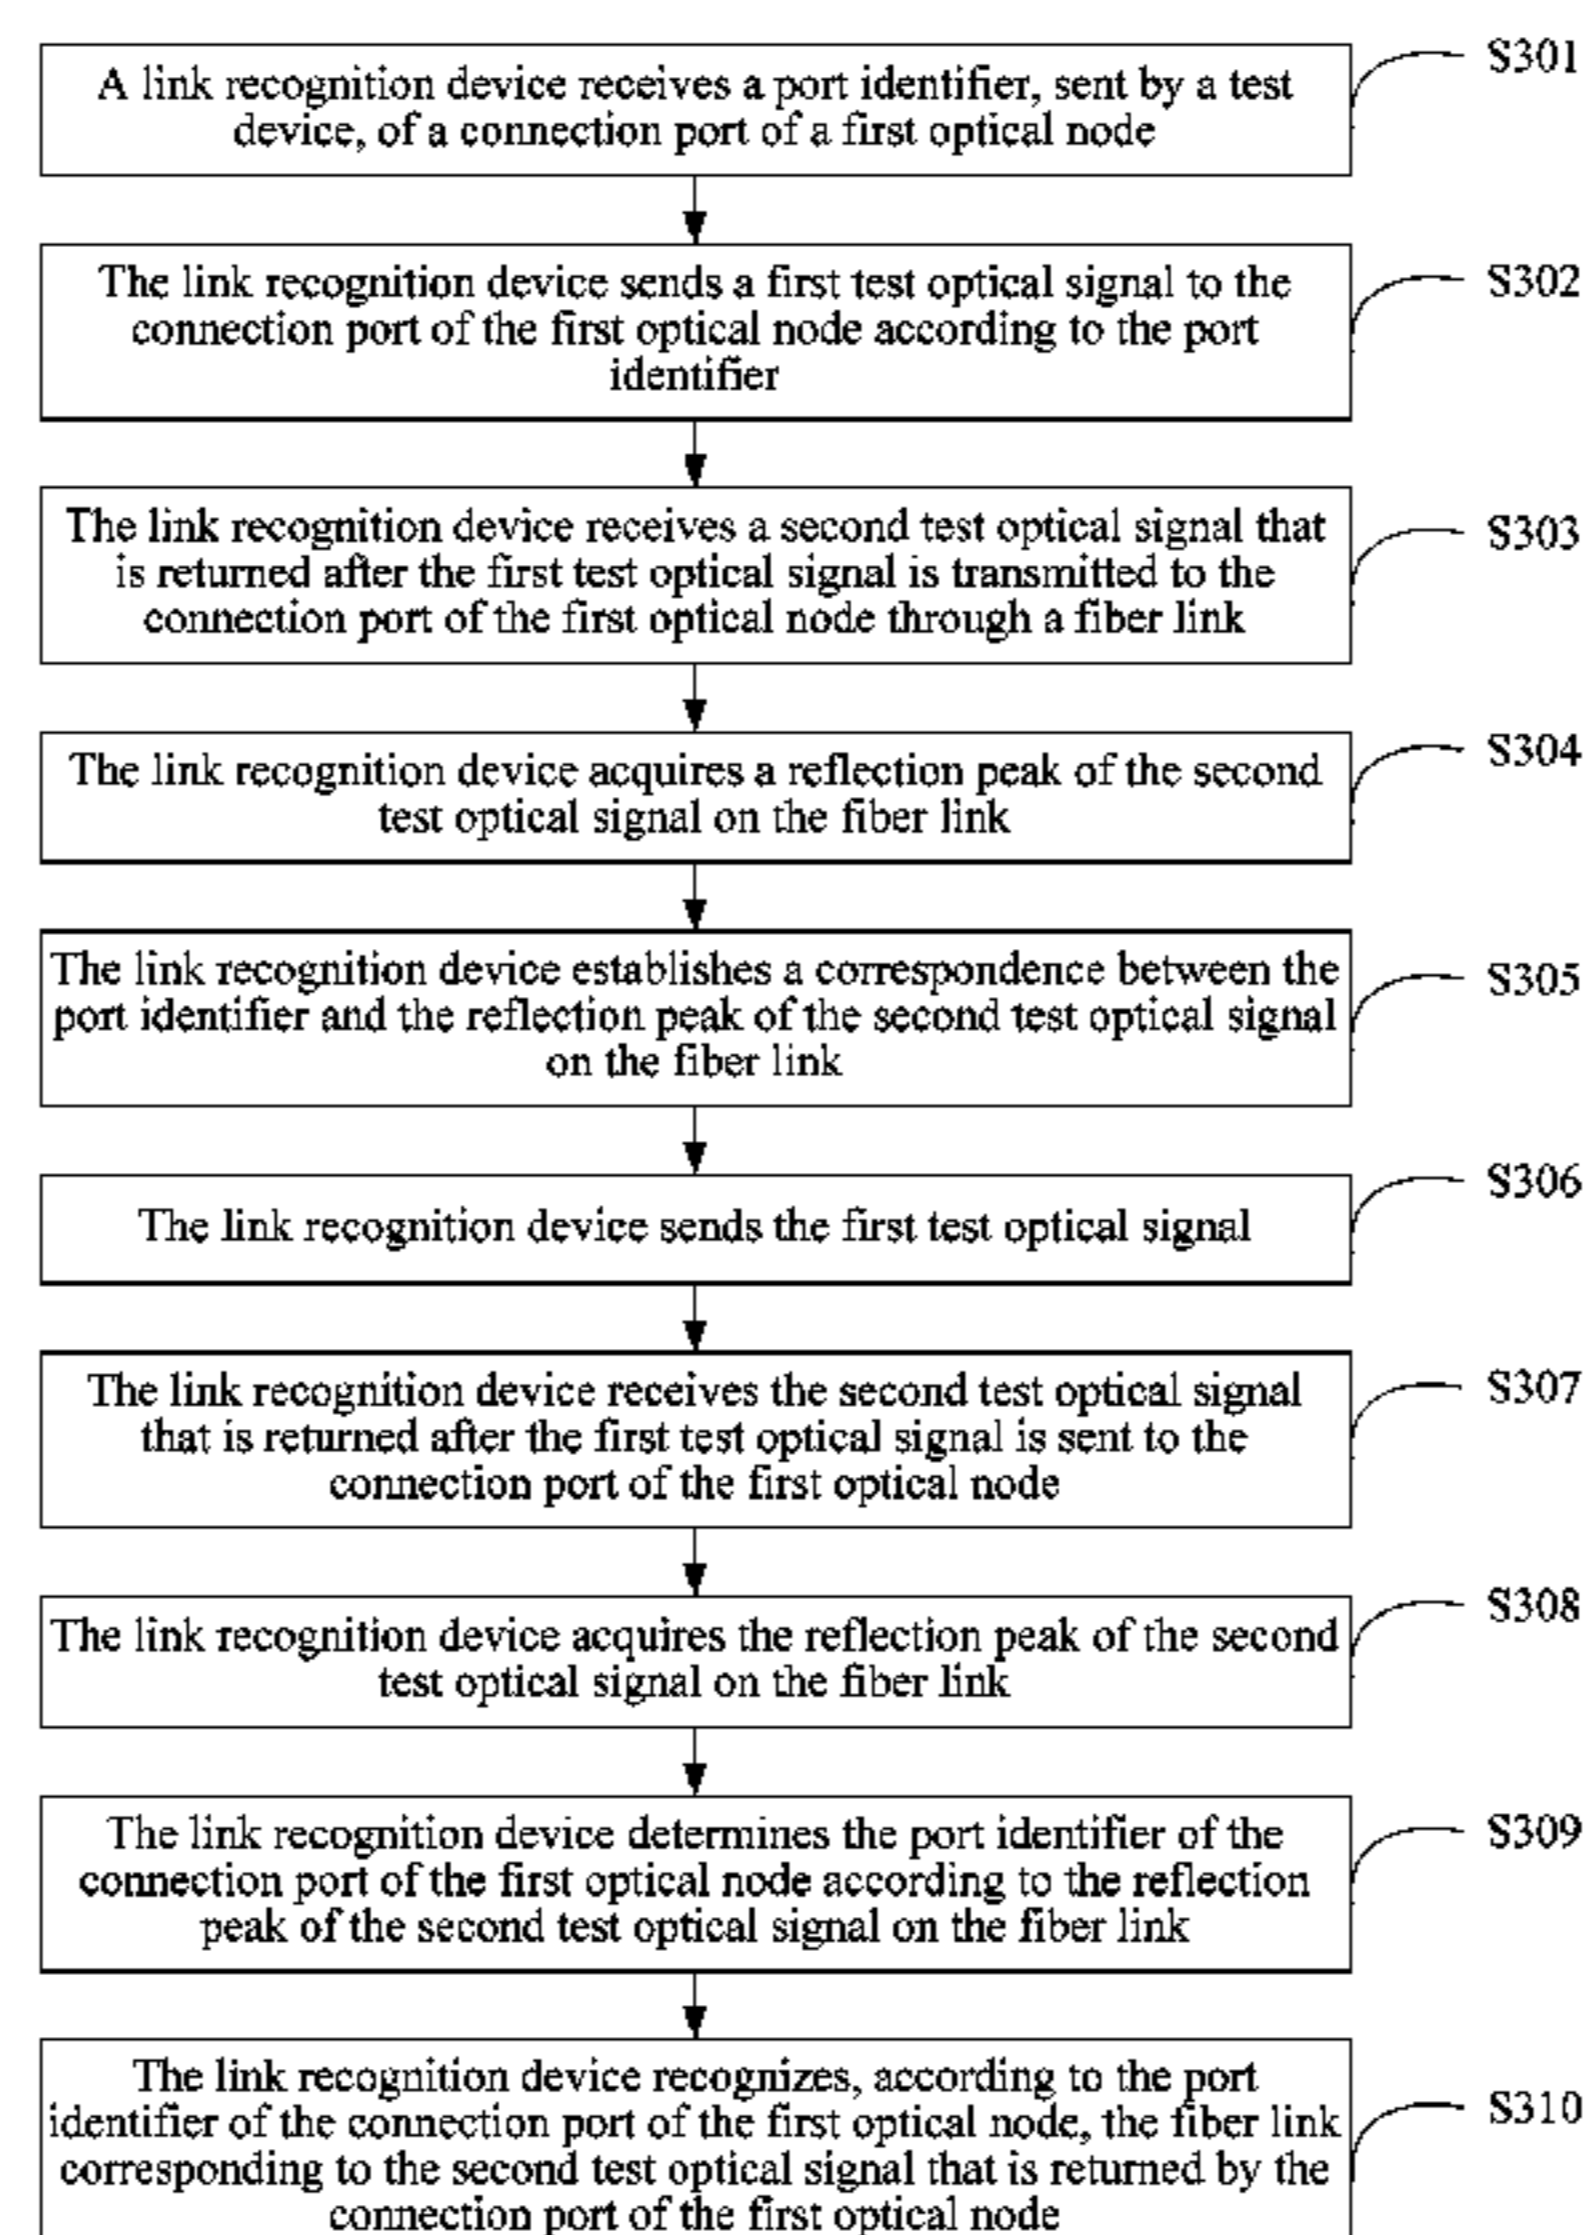 A link recognition device receives a port identifier, sent by a test
device, of a connection port of a first optical node
S301
The link recognition device sends a first test optical signal to the
connection port of the first optical node according to the port
identifier
S302
The link recognition device receives a second test optical signal that
is returned after the first test optical signal is transmitted to the
connection port of the first optical node through a fiber link
S303
The link recognition device acquires a reflection peak of the second
test optical signal on the fiber link
S304
The link recognition device establishes a correspondence between the
port identifier and the reflection peak of the second test optical signal
on the fiber link
S305
The link recognition device sends the first test optical signal
S306
The link recognition device receives the second test optical signal
that is returned after the first test optical signal is sent to the
connection port of the first optical node
S307
The link recognition device acquires the reflection peak of the second
test optical signal on the fiber link
S308
The link recognition device determines the port identifier of the
connection port of the first optical node according to the reflection
peak of the second test optical signal on the fiber link
S309
The link recognition device recognizes, according to the port
identifier of the connection port of the first optical node, the fiber link
corresponding to the second test optical signal that is returned by the
connection port of the first optical node
S310